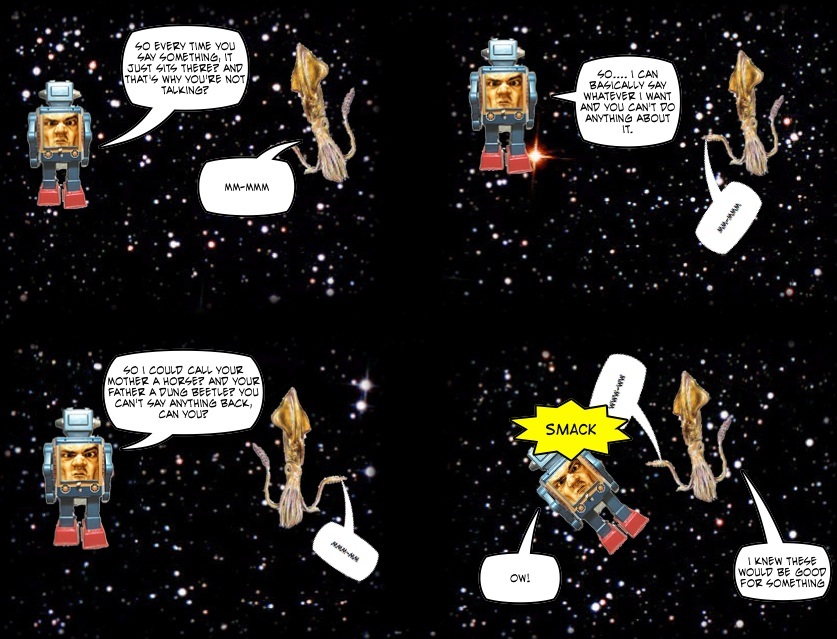 SO EVERY TIME YOU
SAY SOMETHING, IT
JUST SITS THERE? AND
THAT'S WHY YOU'RE NOT
TALKING?
MM-MMM
SO.... I CAN
BASICALLY SAY
WHATEVER I WANT
AND YOU CAN'T DO
ANYTHING ABOUT
IT.
MM-MMM
SO I COULD CALL YOUR
MOTHER A HORSE? AND YOUR
FATHER A DUNG BEETLE? YOU
CAN'T SAY ANYTHING BACK,
CAN YOU?
MMM-MM
MMM-MM
SMACK
OW!
I KNEW THESE
WOULD BE GOOD
FOR SOMETHING